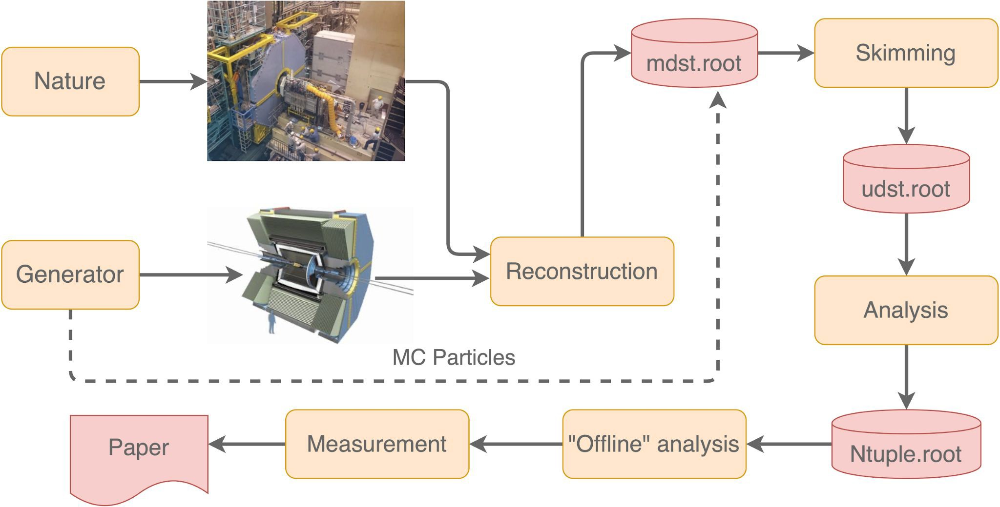 Nature
mdst.root
Skimming
udst.root
Generator
Reconstruction
Analysis
MC Particles
Paper
Measurement
"Offline" analysis
Ntuple.root